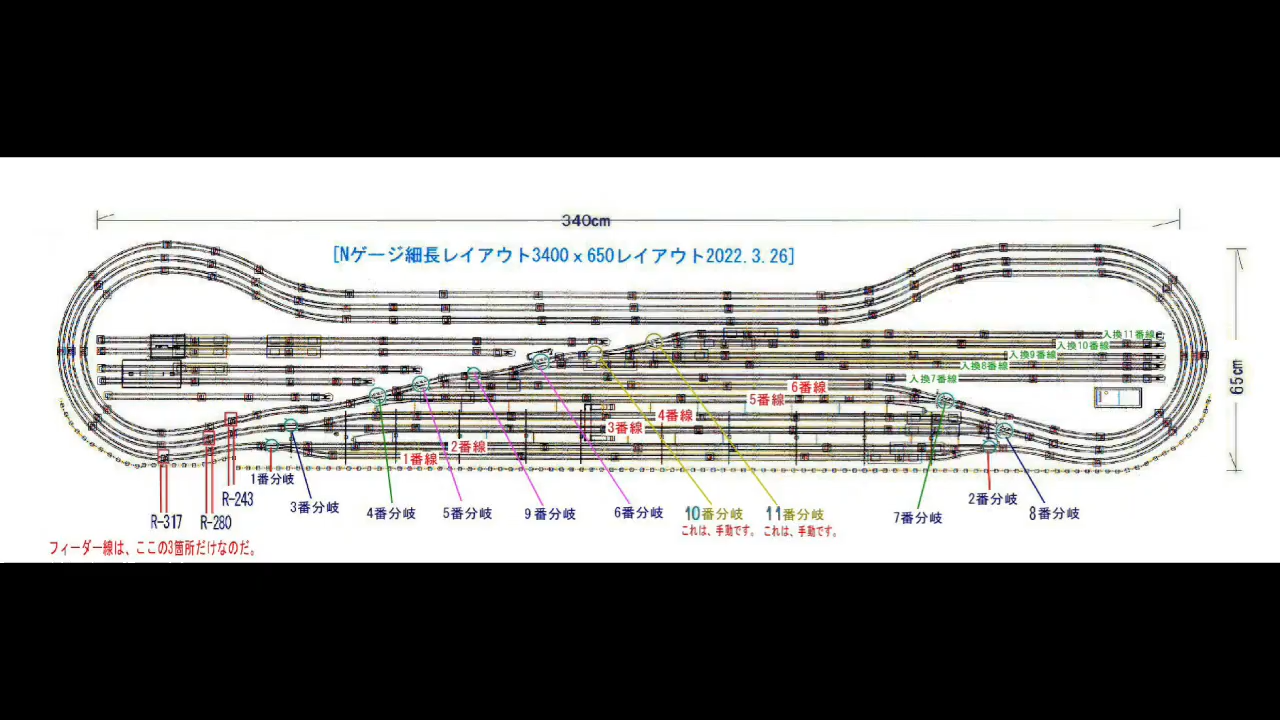 340cm
[Nゲージ細長レイアウト3400x650レイアウト2022.3.26]
65cm
入換11番線
入換10番線
入換9番線
入換8番線
入換7番線
6番線
5番線
4番線
3番線
2番線
1番線
1番分岐
3番分岐
4番分岐
5番分岐
9番分岐
6番分岐
10番分岐
11番分岐
7番分岐
2番分岐
8番分岐
これは、手動です。
これは、手動です。
R-243
R-280
R-317
フィーダー線は、ここの3箇所だけなのだ。